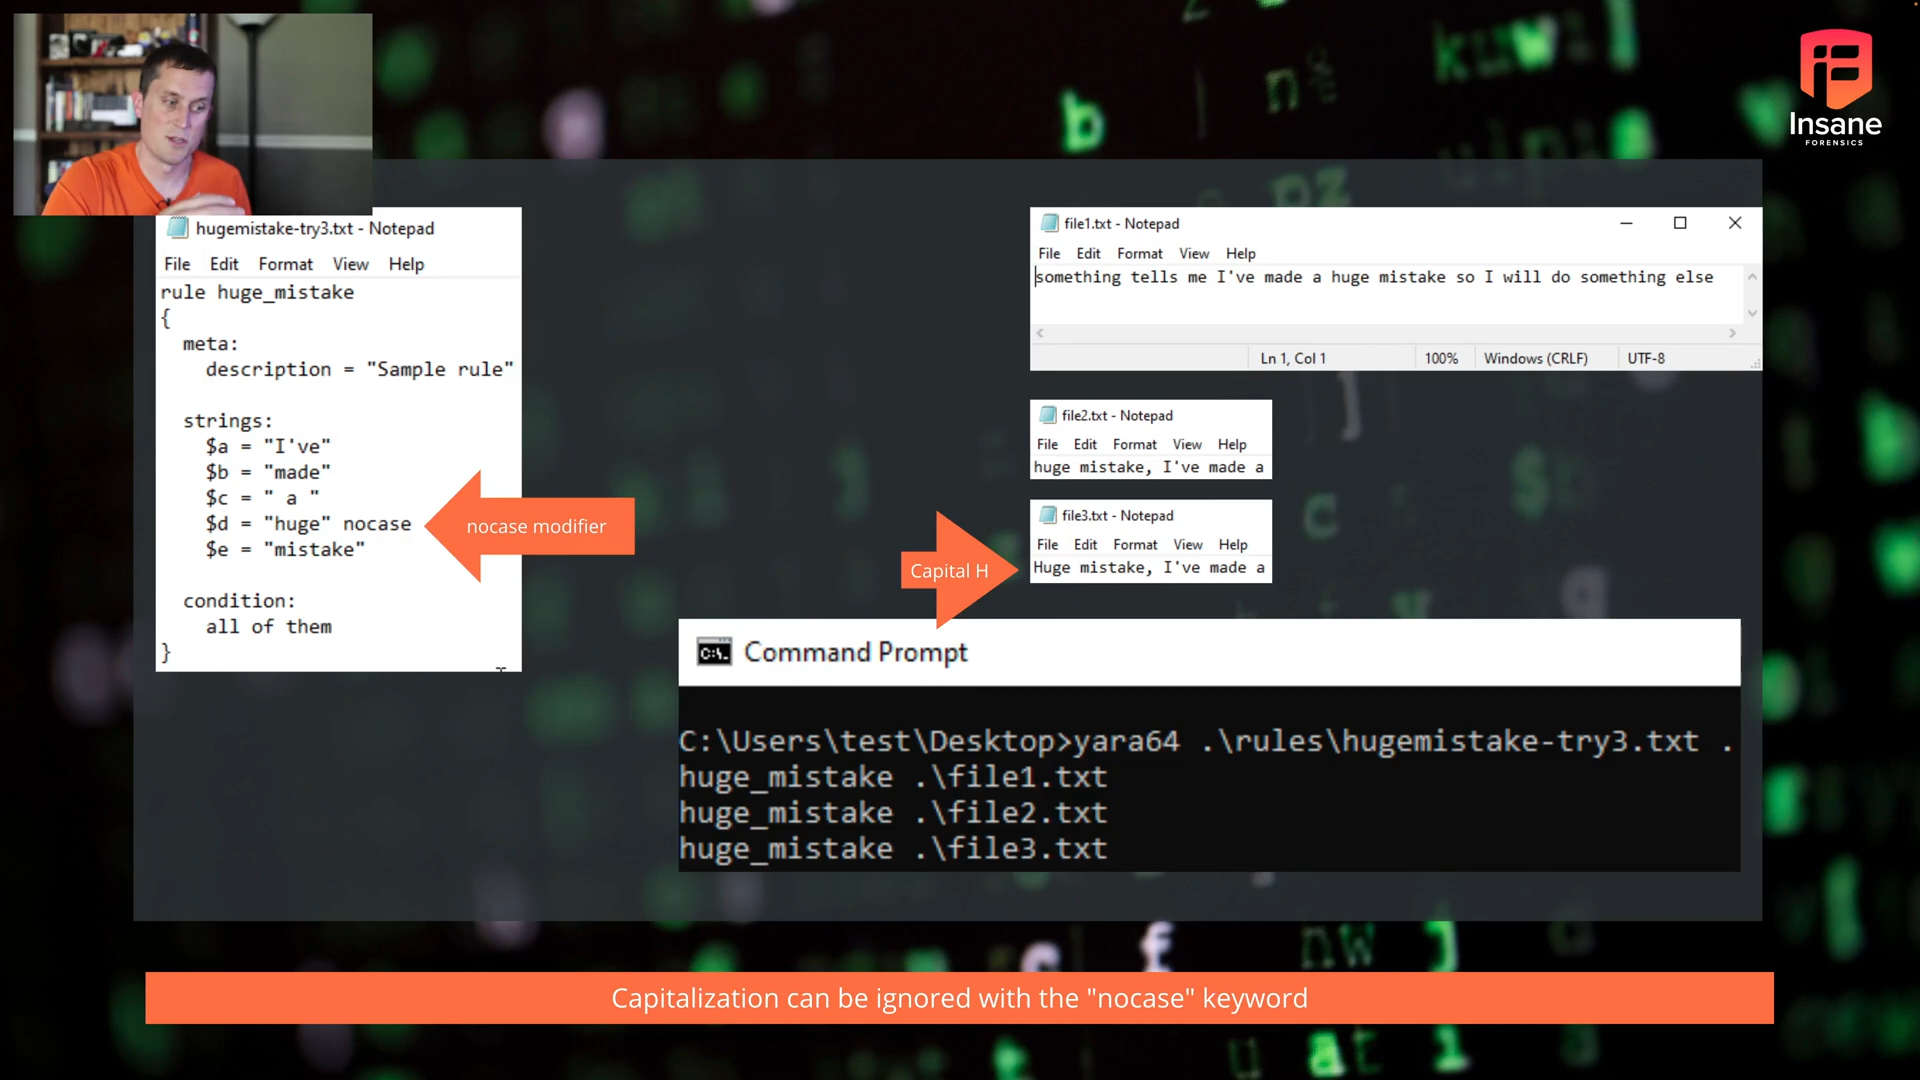 Insane
FORENSICS
hugemistake-try3.txt - Notepad
File Edit Format View Help
rule huge_mistake
{
meta:
description = "Sample rule"
strings:
$a = "I've"
$b = "made"
$c = " a "
$d = "huge" nocase
$e = "mistake"
condition:
all of them
}
nocase modifier
file1.txt - Notepad
File Edit Format View Help
something tells me I've made a huge mistake so I will do something else
Ln 1, Col 1 100% Windows (CRLF) UTF-8
file2.txt - Notepad
File Edit Format View Help
huge mistake, I've made a
file3.txt - Notepad
File Edit Format View Help
Huge mistake, I've made a
Capital H
C:\. Command Prompt
C:\Users\test\Desktop>yara64 .\rules\hugemistake-try3.txt .
huge_mistake .\file1.txt
huge_mistake .\file2.txt
huge_mistake .\file3.txt
Capitalization can be ignored with the "nocase" keyword